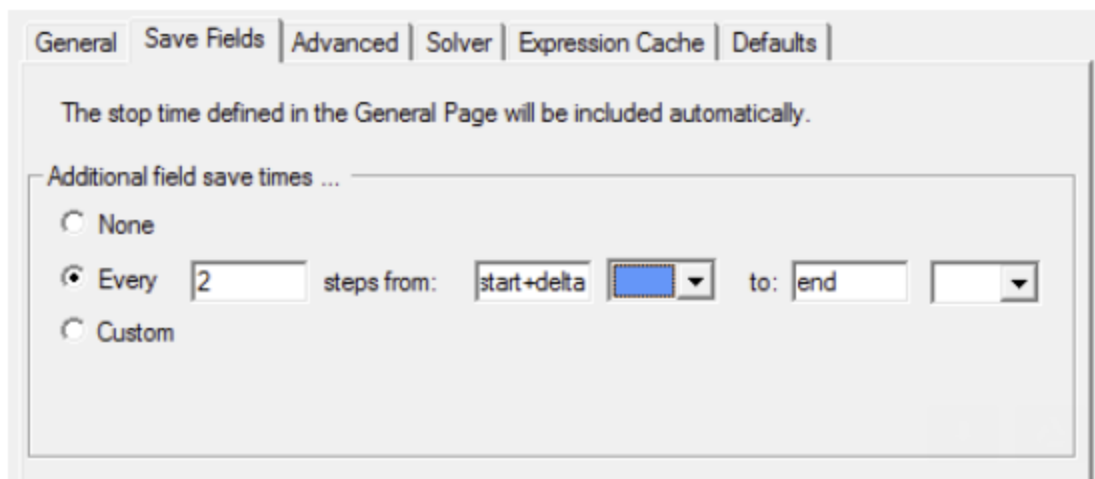 General Save Fields Advanced Solver Expression Cache Defaults
The stop time defined in the General Page will be included automatically.
Additional field save times ...
None
Every 2 steps from: start+delta to: end
Custom